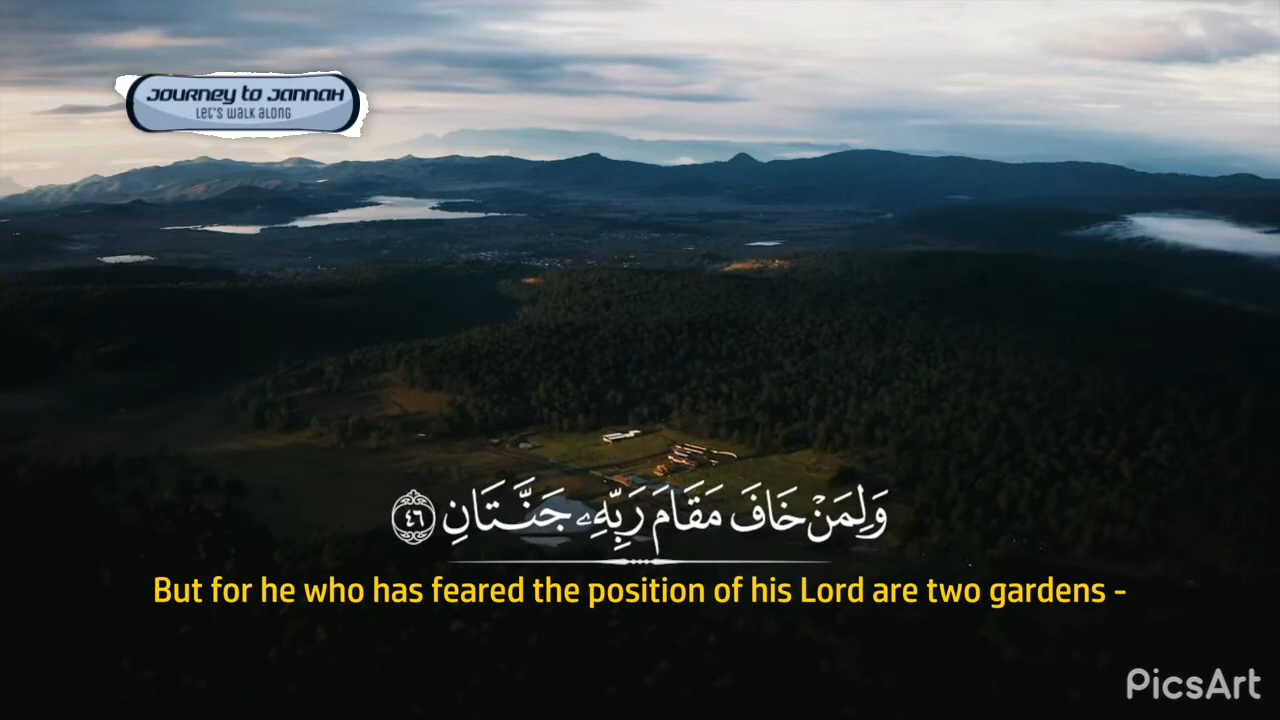 Journey to Jannah
Let's walk along
وَلِمَنْ خَافَ مَقَامَ رَبِّهِۦ جَنَّتَانِ ٤٦
But for he who has feared the position of his Lord are two gardens -
PicsArt